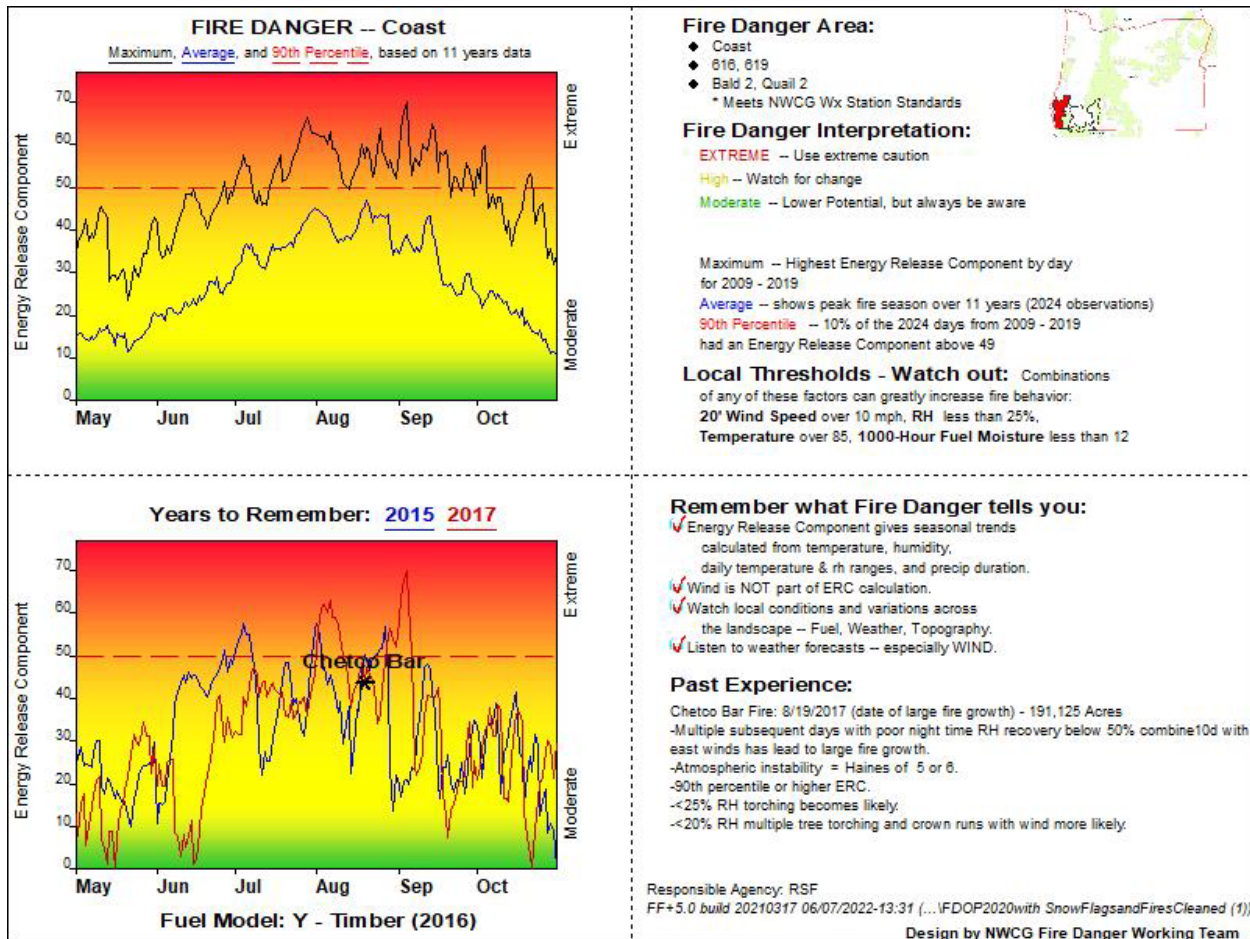 FIRE DANGER -- Coast
Maximum, Average, and 90th Percentile, based on 11 years data
Energy Release Component
70
60
50
40
30
20
10
0
Extreme
Moderate
May Jun Jul Aug Sep Oct
Fire Danger Area:
◆ Coast
◆ 616, 619
◆ Bald 2, Quail 2
* Meets NWCG Wx Station Standards
Fire Danger Interpretation:
EXTREME -- Use extreme caution
High -- Watch for change
Moderate -- Lower Potential, but always be aware
Maximum -- Highest Energy Release Component by day
for 2009 - 2019
Average -- shows peak fire season over 11 years (2024 observations)
90th Percentile -- 10% of the 2024 days from 2009 - 2019
had an Energy Release Component above 49
Local Thresholds - Watch out: Combinations
of any of these factors can greatly increase fire behavior:
20' Wind Speed over 10 mph, RH less than 25%,
Temperature over 85, 1000-Hour Fuel Moisture less than 12
Years to Remember: 2015 2017
Energy Release Component
70
60
50
40
30
20
10
0
Extreme
Moderate
Chetco Bar
May Jun Jul Aug Sep Oct
Fuel Model: Y - Timber (2016)
Remember what Fire Danger tells you:
Energy Release Component gives seasonal trends
calculated from temperature, humidity,
daily temperature & rh ranges, and precip duration.
Wind is NOT part of ERC calculation.
Watch local conditions and variations across
the landscape -- Fuel, Weather, Topography.
Listen to weather forecasts -- especially WIND.
Past Experience:
Chetco Bar Fire: 8/19/2017 (date of large fire growth) - 191,125 Acres
-Multiple subsequent days with poor night time RH recovery below 50% combine10d with
east winds has lead to large fire growth.
-Atmospheric instability = Haines of 5 or 6.
-90th percentile or higher ERC.
-<25% RH torching becomes likely.
-<20% RH multiple tree torching and crown runs with wind more likely.
Responsible Agency: RSF
FF+5.0 build 20210317 06/07/2022-13:31 (...\FDOP2020with SnowFlagsandFiresCleaned (1))
Design by NWCG Fire Danger Working Team